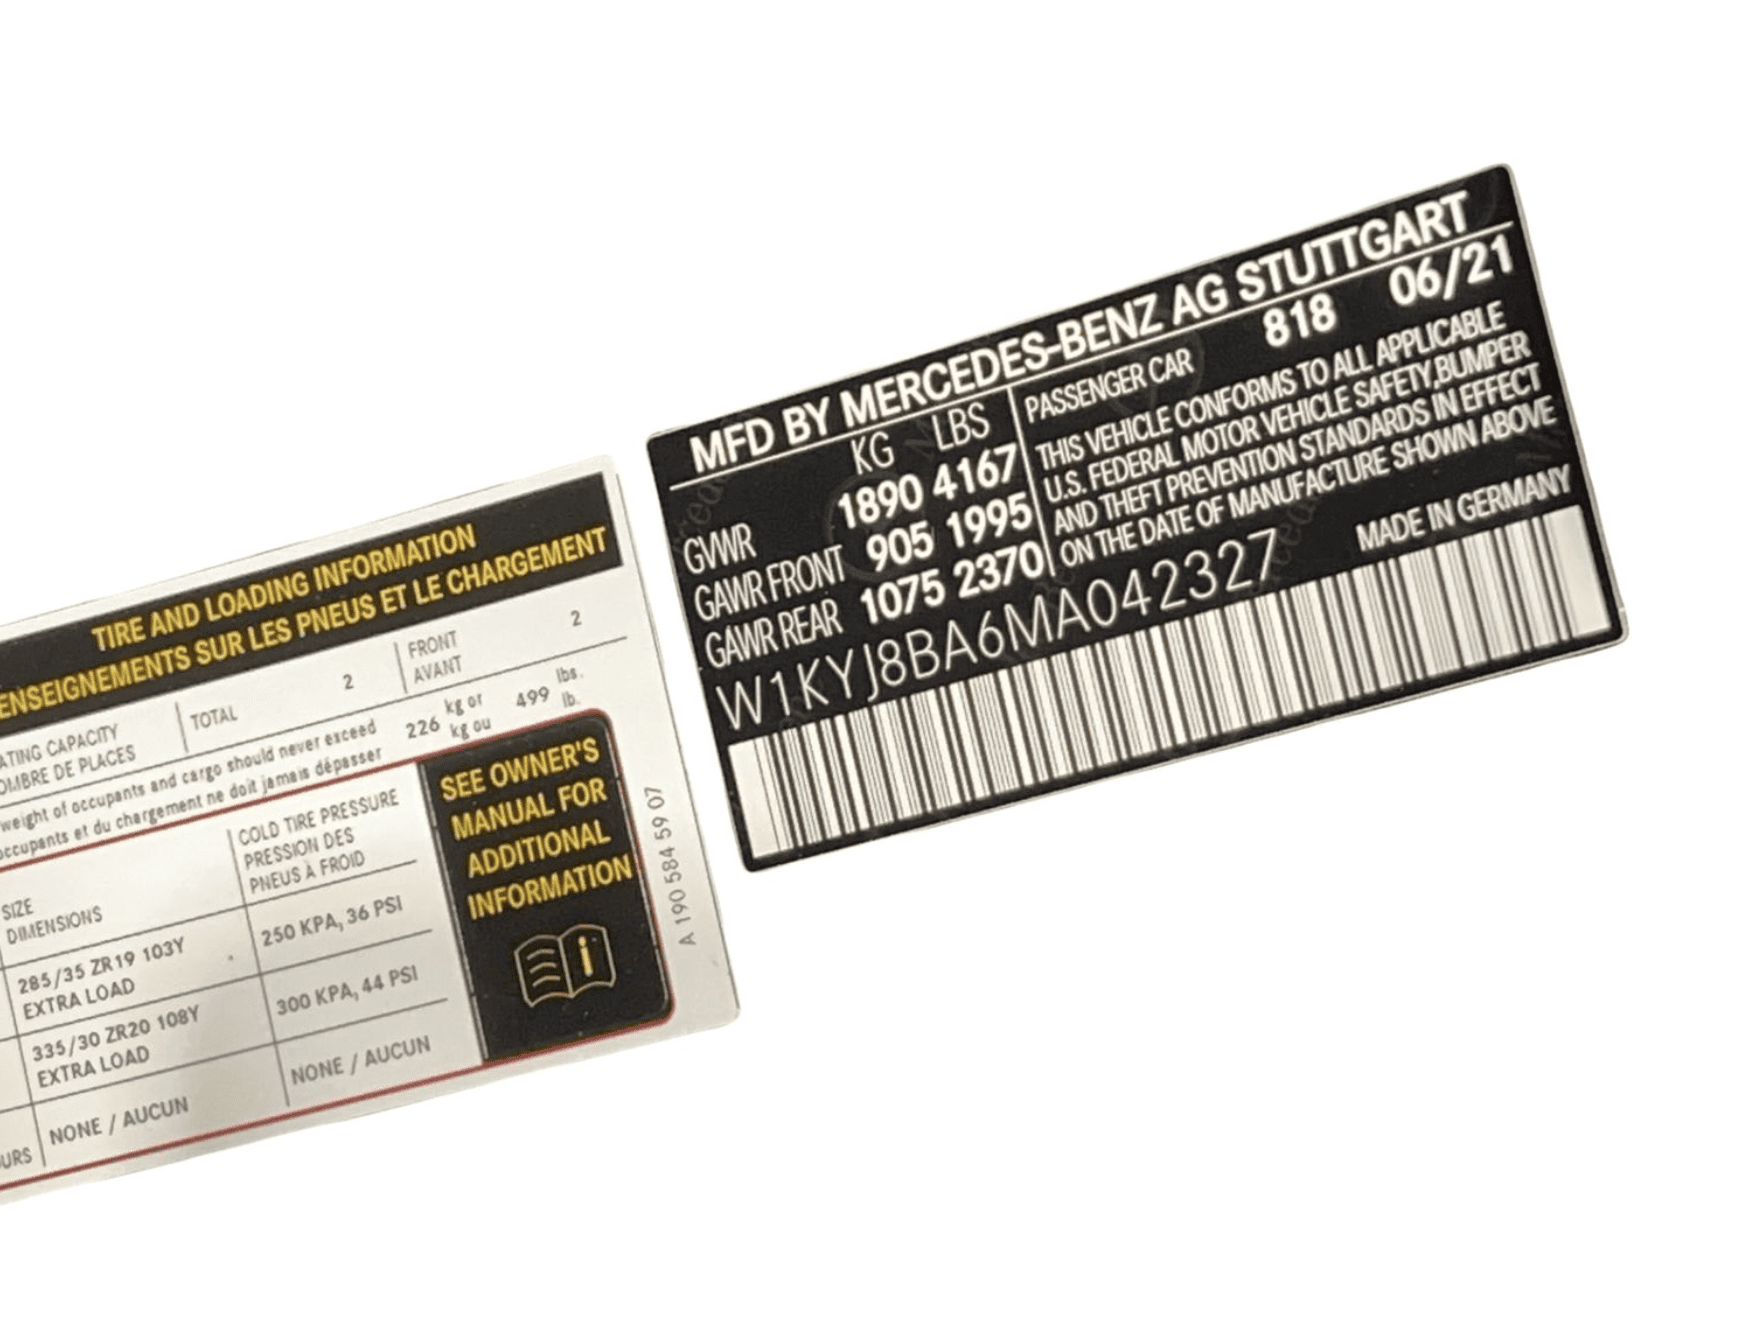 TIRE AND LOADING INFORMATION
ENSEIGNEMENTS SUR LES PNEUS ET LE CHARGEMENT
ATING CAPACITY
OMBRE DE PLACES
TOTAL
2
FRONT
AVANT
2
weight of occupants and cargo should never exceed
occupants et du chargement ne doit jamais dépasser
226
kg or
kg ou
499
lbs.
lb.
SIZE
DIMENSIONS
COLD TIRE PRESSURE
PRESSION DES
PNEUS À FROID
285/35 ZR19 103Y
EXTRA LOAD
250 KPA, 36 PSI
335/30 ZR20 108Y
EXTRA LOAD
300 KPA, 44 PSI
URS
NONE / AUCUN
NONE / AUCUN
SEE OWNER'S
MANUAL FOR
ADDITIONAL
INFORMATION
A 190 584 59 07
MFD BY MERCEDES-BENZ AG STUTTGART
KG LBS
GVWR 1890 4167
GAWR FRONT 905 1995
GAWR REAR 1075 2370
PASSENGER CAR 818 06/21
THIS VEHICLE CONFORMS TO ALL APPLICABLE
U.S. FEDERAL MOTOR VEHICLE SAFETY,BUMPER
AND THEFT PREVENTION STANDARDS IN EFFECT
ON THE DATE OF MANUFACTURE SHOWN ABOVE
W1KYJ8BA6MA042327
MADE IN GERMANY